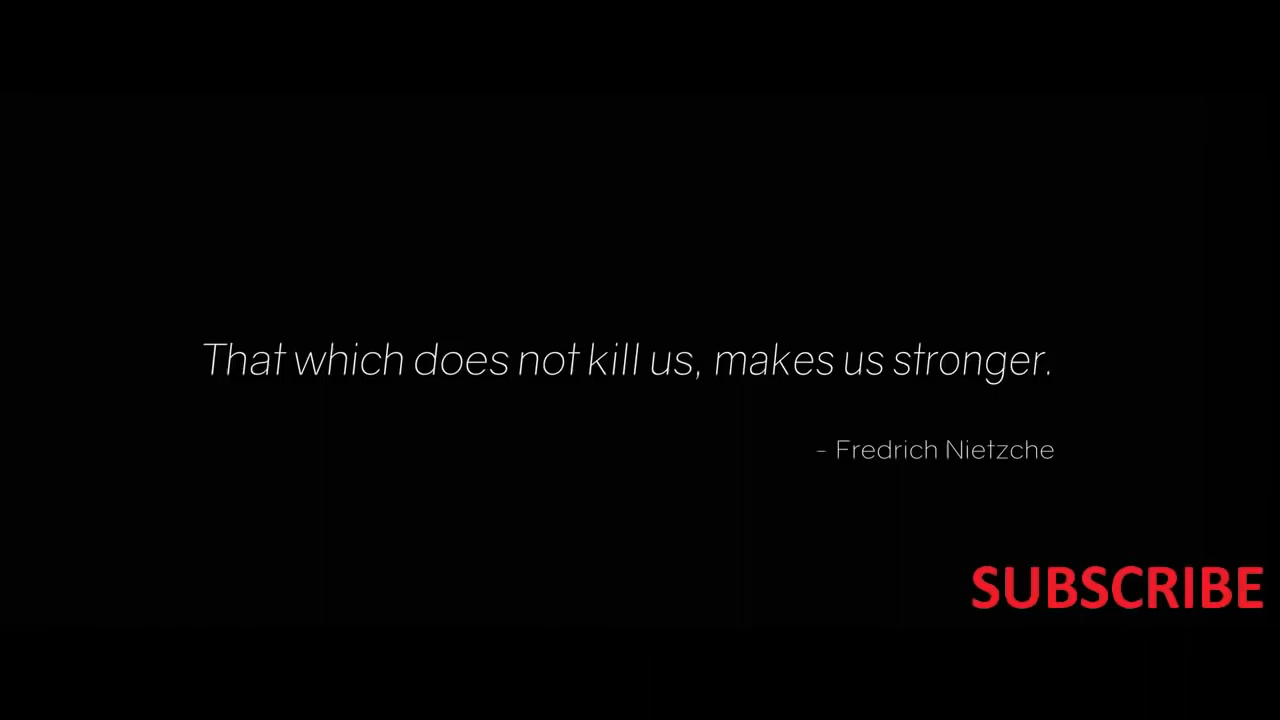 That which does not kill us, makes us stronger.
- Fredrich Nietzche
SUBSCRIBE